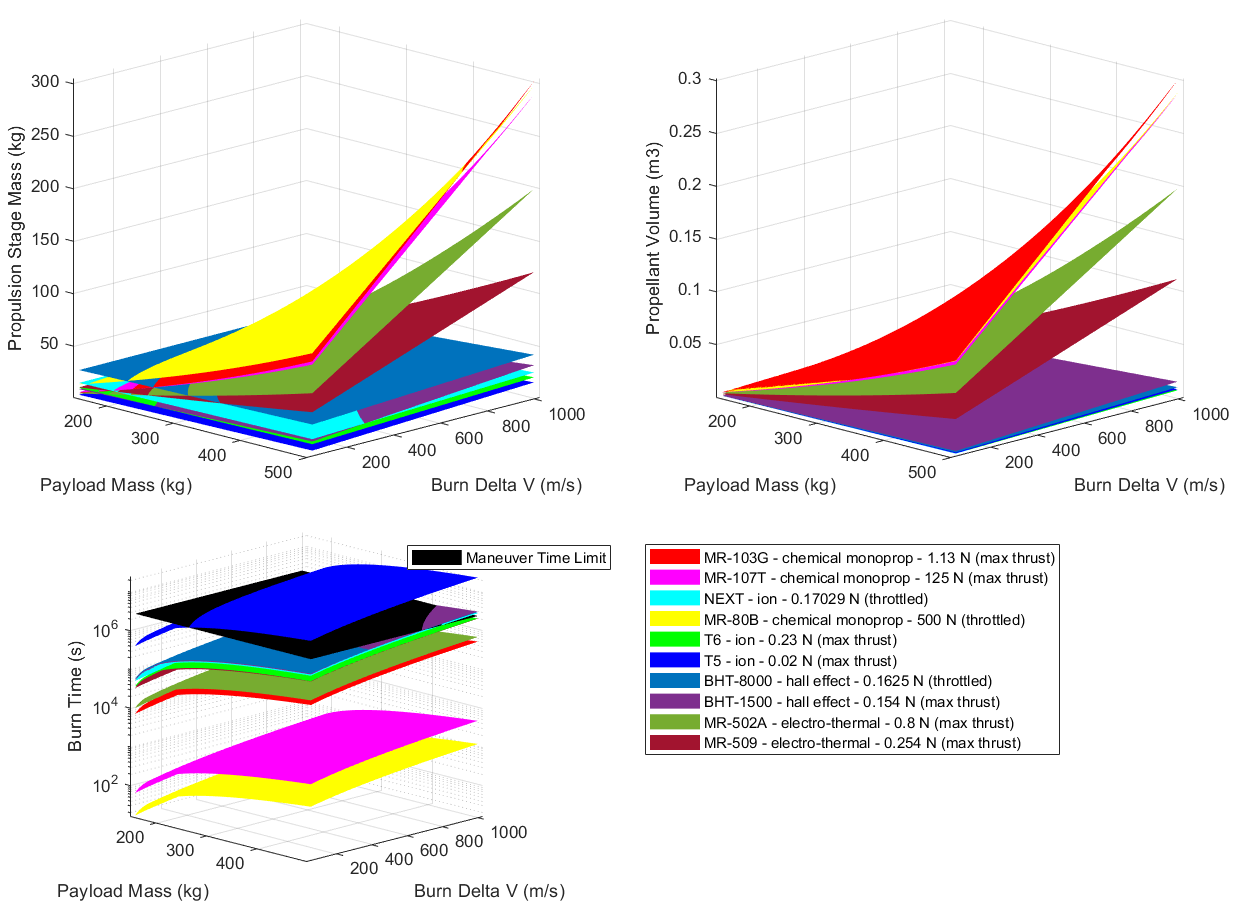 300
250
200
150
100
50
Propulsion Stage Mass (kg)
200
300
400
500
Payload Mass (kg)
200
400
600
800
1000
Burn Delta V (m/s)
0.3
0.25
0.2
0.15
0.1
0.05
Propellant Volume (m3)
200
300
400
500
Payload Mass (kg)
200
400
600
800
1000
Burn Delta V (m/s)
Maneuver Time Limit
10^6
10^4
10^2
Burn Time (s)
200
300
400
Payload Mass (kg)
200
400
600
800
1000
Burn Delta V (m/s)
MR-103G - chemical monoprop - 1.13 N (max thrust)
MR-107T - chemical monoprop - 125 N (max thrust)
NEXT - ion - 0.17029 N (throttled)
MR-80B - chemical monoprop - 500 N (throttled)
T6 - ion - 0.23 N (max thrust)
T5 - ion - 0.02 N (max thrust)
BHT-8000 - hall effect - 0.1625 N (throttled)
BHT-1500 - hall effect - 0.154 N (max thrust)
MR-502A - electro-thermal - 0.8 N (max thrust)
MR-509 - electro-thermal - 0.254 N (max thrust)